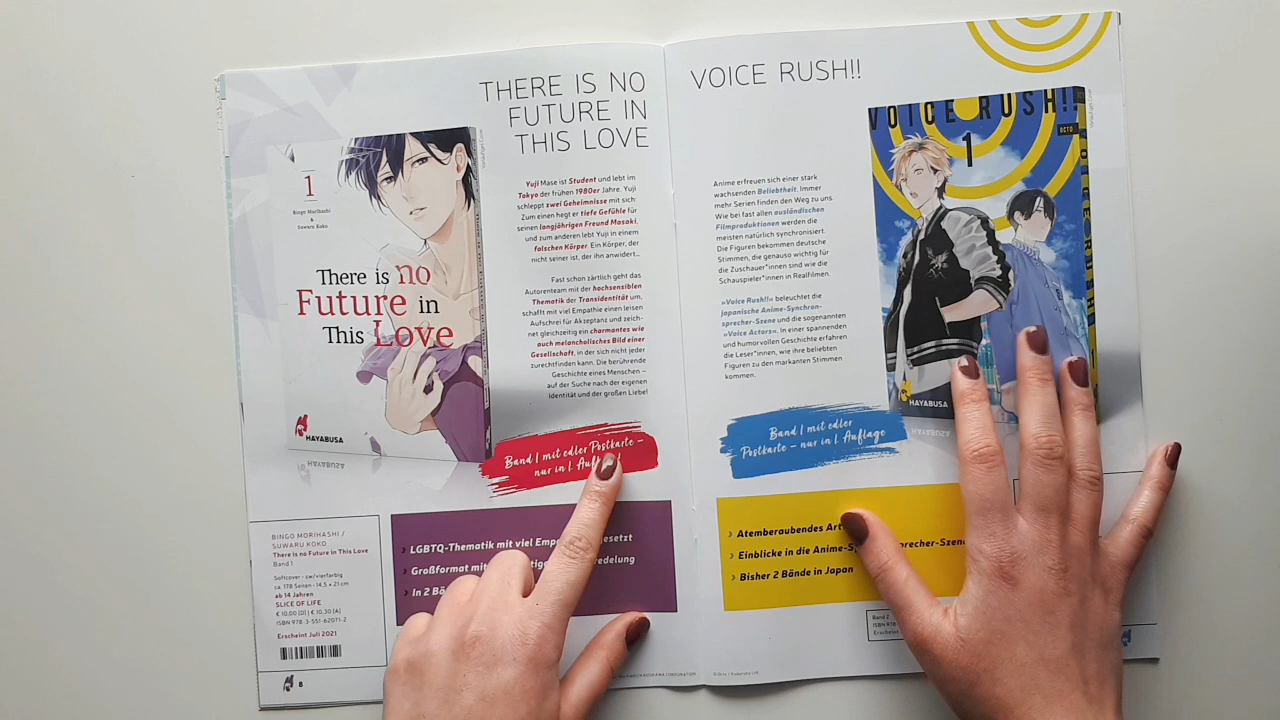 THERE IS NO
FUTURE IN
THIS LOVE
1
Bingo Morihashi
&
Suwaru Koko
There is no
Future in
This Love
HAYABUSA
Yuji Mase ist Student und lebt im
Tokyo der frühen 1980er Jahre. Yuji
schleppt zwei Geheimnisse mit sich:
Zum einen hegt er tiefe Gefühle für
seinen langjährigen Freund Masaki,
und zum anderen lebt Yuji in einem
falschen Körper. Ein Körper, der
nicht seiner ist, der ihn anwidert...
Fast schon zärtlich geht das
Autorenteam mit der hochsensiblen
Thematik der Transidentität um,
schafft mit viel Empathie einen leisen
Aufschrei für Akzeptanz und zeich-
net gleichzeitig ein charmantes wie
auch melancholisches Bild einer
Gesellschaft, in der sich nicht jeder
zurechtfinden kann. Die berührende
Geschichte eines Menschen –
auf der Suche nach der eigenen
Identität und der großen Liebe!
Band 1 mit edler Postkarte –
nur in 1.
BINGO MORIHASHI /
SUWARU KOKO
There is no Future in This Love
Band 1
Softcover · sw/vierfarbig
ca. 178 Seiten · 14,5 x 21 cm
ab 14 Jahren
SLICE OF LIFE
€ 10,00 [D] | € 10,30 [A]
ISBN 978-3-551-62071-2
Erscheint Juli 2021
8
› LGBTQ-Thematik mit viel
› Großformat mit
› In 2
VOICE RUSH!!
VOICE RUSH!!
1
OCTO
HAYABUSA
Anime erfreuen sich einer stark
wachsenden Beliebtheit. Immer
mehr Serien finden den Weg zu uns.
Wie bei fast allen ausländischen
Filmproduktionen werden die
meisten natürlich synchronisiert.
Die Figuren bekommen deutsche
Stimmen, die genauso wichtig für
die Zuschauer*innen sind wie die
Schauspieler*innen in Realfilmen.
»Voice Rush!!« beleuchtet die
japanische Anime-Synchron-
sprecher-Szene und die sogenannten
»Voice Actors«. In einer spannenden
und humorvollen Geschichte erfahren
die Leser*innen, wie ihre beliebten
Figuren zu den markanten Stimmen
kommen.
Band 1 mit edler
Postkarte – nur in 1. Auflage
› Atemberaubendes
› Einblicke in die
› Bisher 2 Bände in Japan
Band 2
ISBN 978